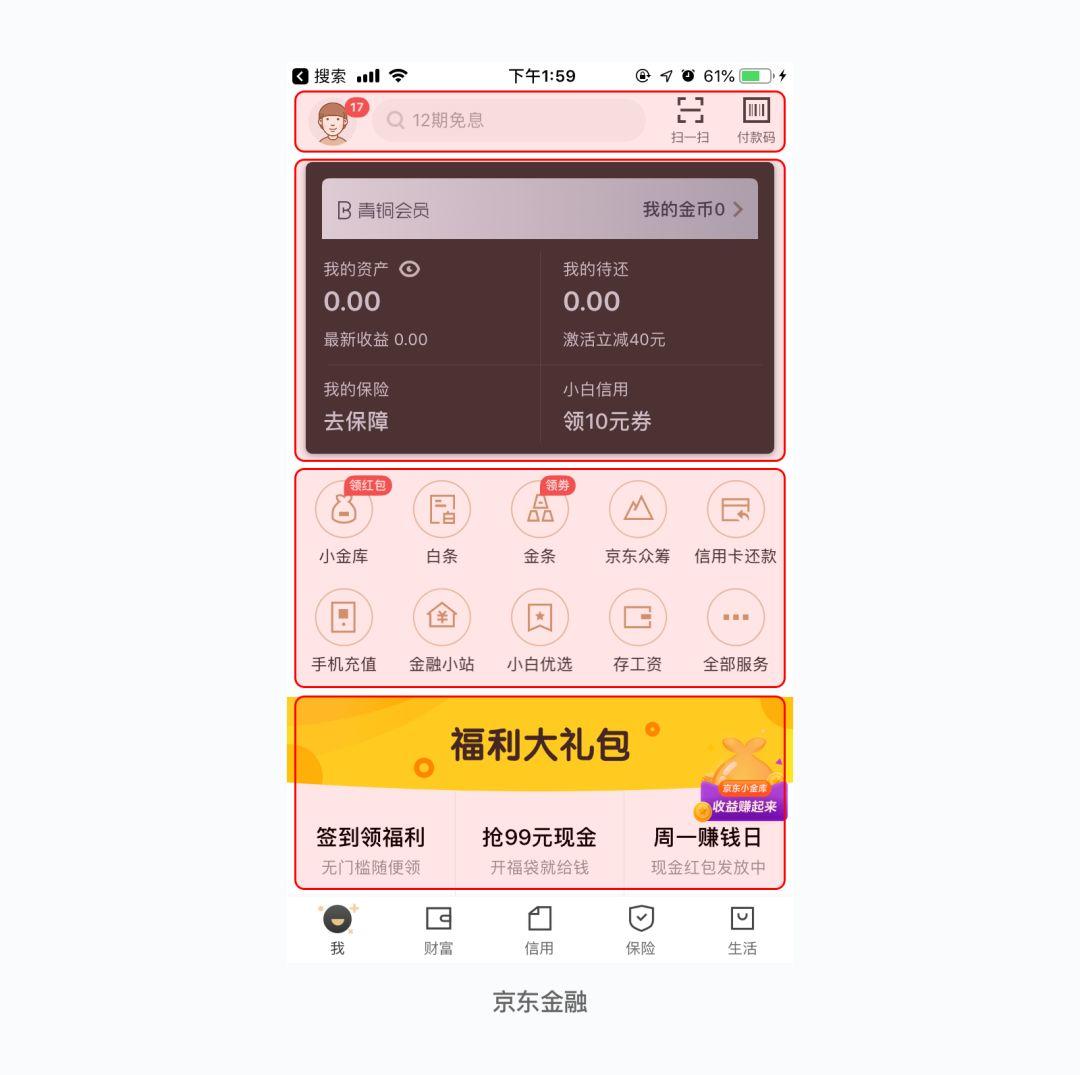 搜索 下午1:59 61%
17
12期免息 扫一扫 付款码
青铜会员 我的金币0
我的资产 我的待还
0.00 0.00
最新收益 0.00 激活立减40元
我的保险 小白信用
去保障 领10元券
领红包 领券
小金库 白条 金条 京东众筹 信用卡还款
手机充值 金融小站 小白优选 存工资 全部服务
福利大礼包
京东小金库
收益赚起来
签到领福利 抢99元现金 周一赚钱日
无门槛随便领 开福袋就给钱 现金红包发放中
我 财富 信用 保险 生活
京东金融